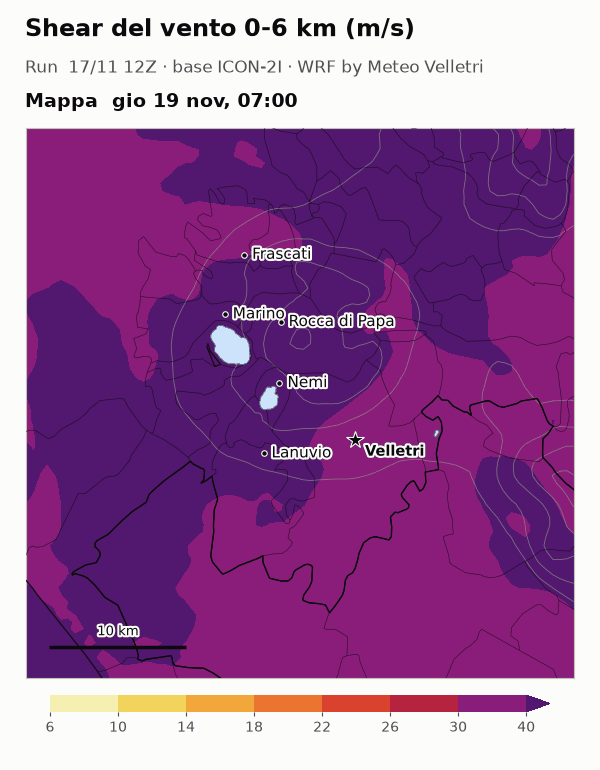 Shear del vento 0-6 km (m/s)
Run 17/11 12Z · base ICON-2I · WRF by Meteo Velletri
Mappa gio 19 nov, 07:00
Frascati
Marino
Rocca di Papa
Nemi
Velletri
Lanuvio
10 km
6 10 14 18 22 26 30 40